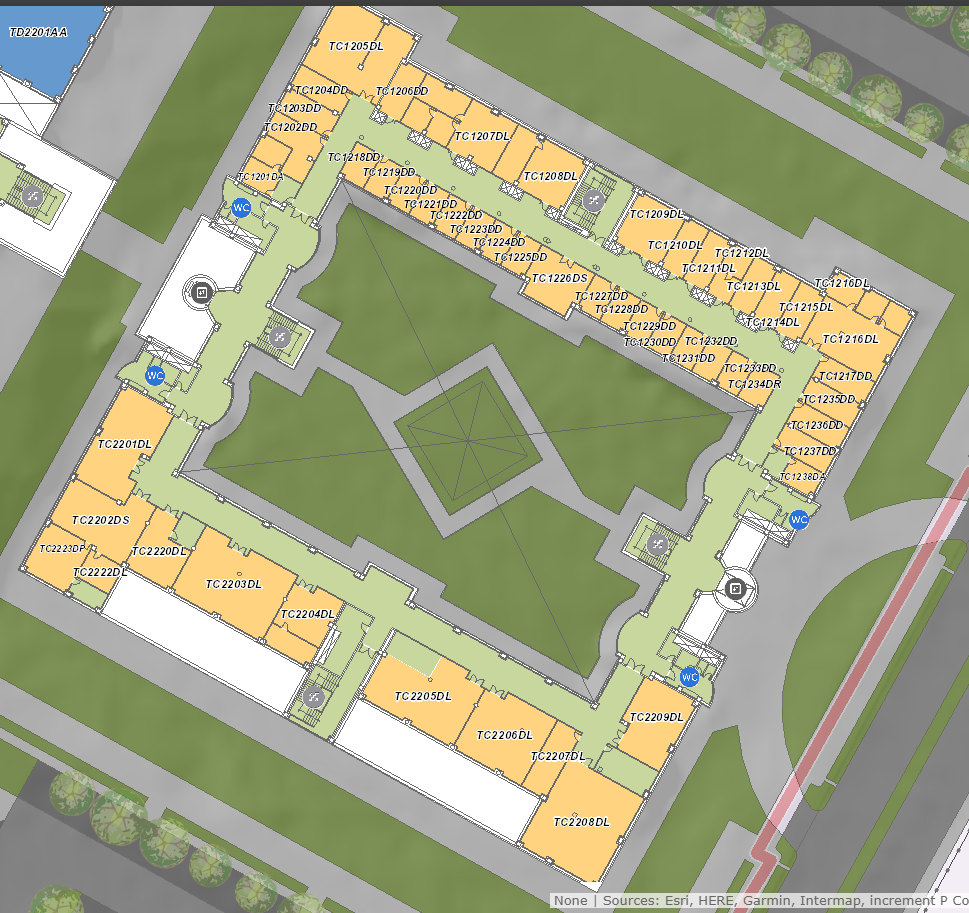 TD2201AA
TC1205DL
TC1204DD
TC1206DD
TC1203DD
TC1202DD
TC1207DL
TC1218DD
TC1219DD
TC1201DA
TC1208DL
TC1220DD
TC1221DD
TC1222DD
TC1223DD
TC1224DD
TC1225DD
TC1209DL
TC1210DL
TC1212DL
TC1211DL
TC1226DS
TC1213DL
TC1216DL
TC1227DD
TC1228DD
TC1215DL
TC1214DL
TC1229DD
TC1230DD
TC1232DD
TC1216DL
TC1231DD
TC1233DD
TC1217DD
TC1234DR
TC1235DD
TC1236DD
TC1237DD
TC1238DA
WC
WC
WC
WC
TC2201DL
TC2202DS
TC2223DP
TC2220DL
TC2222DL
TC2203DL
TC2204DL
TC2205DL
TC2206DL
TC2209DL
TC2207DL
TC2208DL
None | Sources: Esri, HERE, Garmin, Intermap, increment P Co